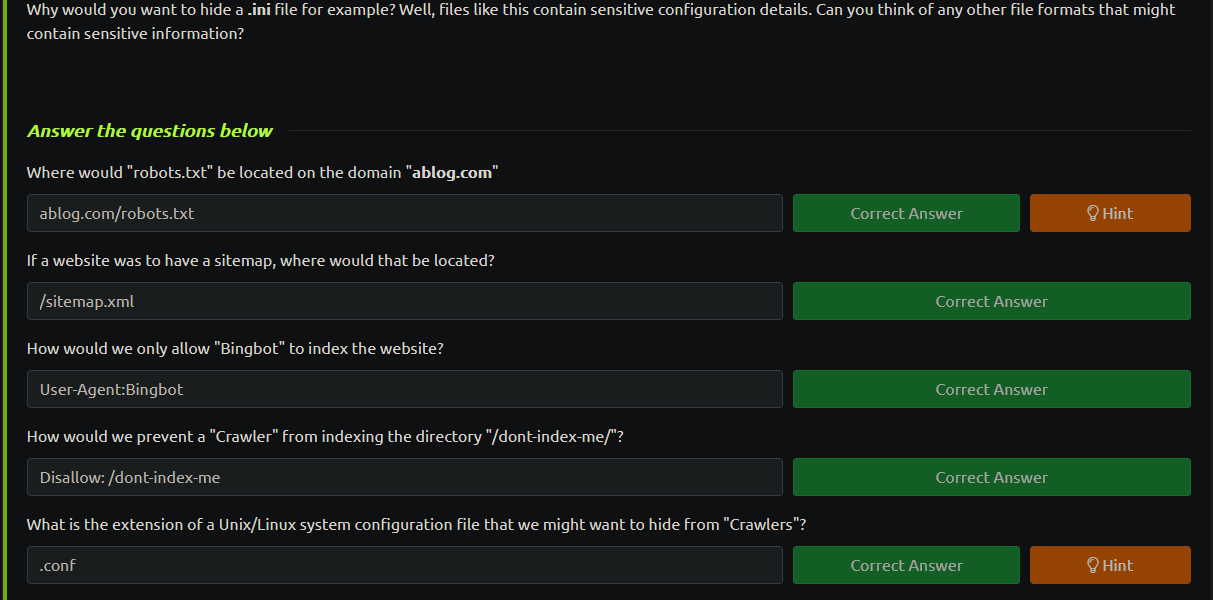 Why would you want to hide a .ini file for example? Well, files like this contain sensitive configuration details. Can you think of any other file formats that might
contain sensitive information?
Answer the questions below
Where would "robots.txt" be located on the domain "ablog.com"
ablog.com/robots.txt
Correct Answer
Hint
If a website was to have a sitemap, where would that be located?
/sitemap.xml
Correct Answer
How would we only allow "Bingbot" to index the website?
User-Agent:Bingbot
Correct Answer
How would we prevent a "Crawler" from indexing the directory "/dont-index-me/"?
Disallow: /dont-index-me
Correct Answer
What is the extension of a Unix/Linux system configuration file that we might want to hide from "Crawlers"?
.conf
Correct Answer
Hint